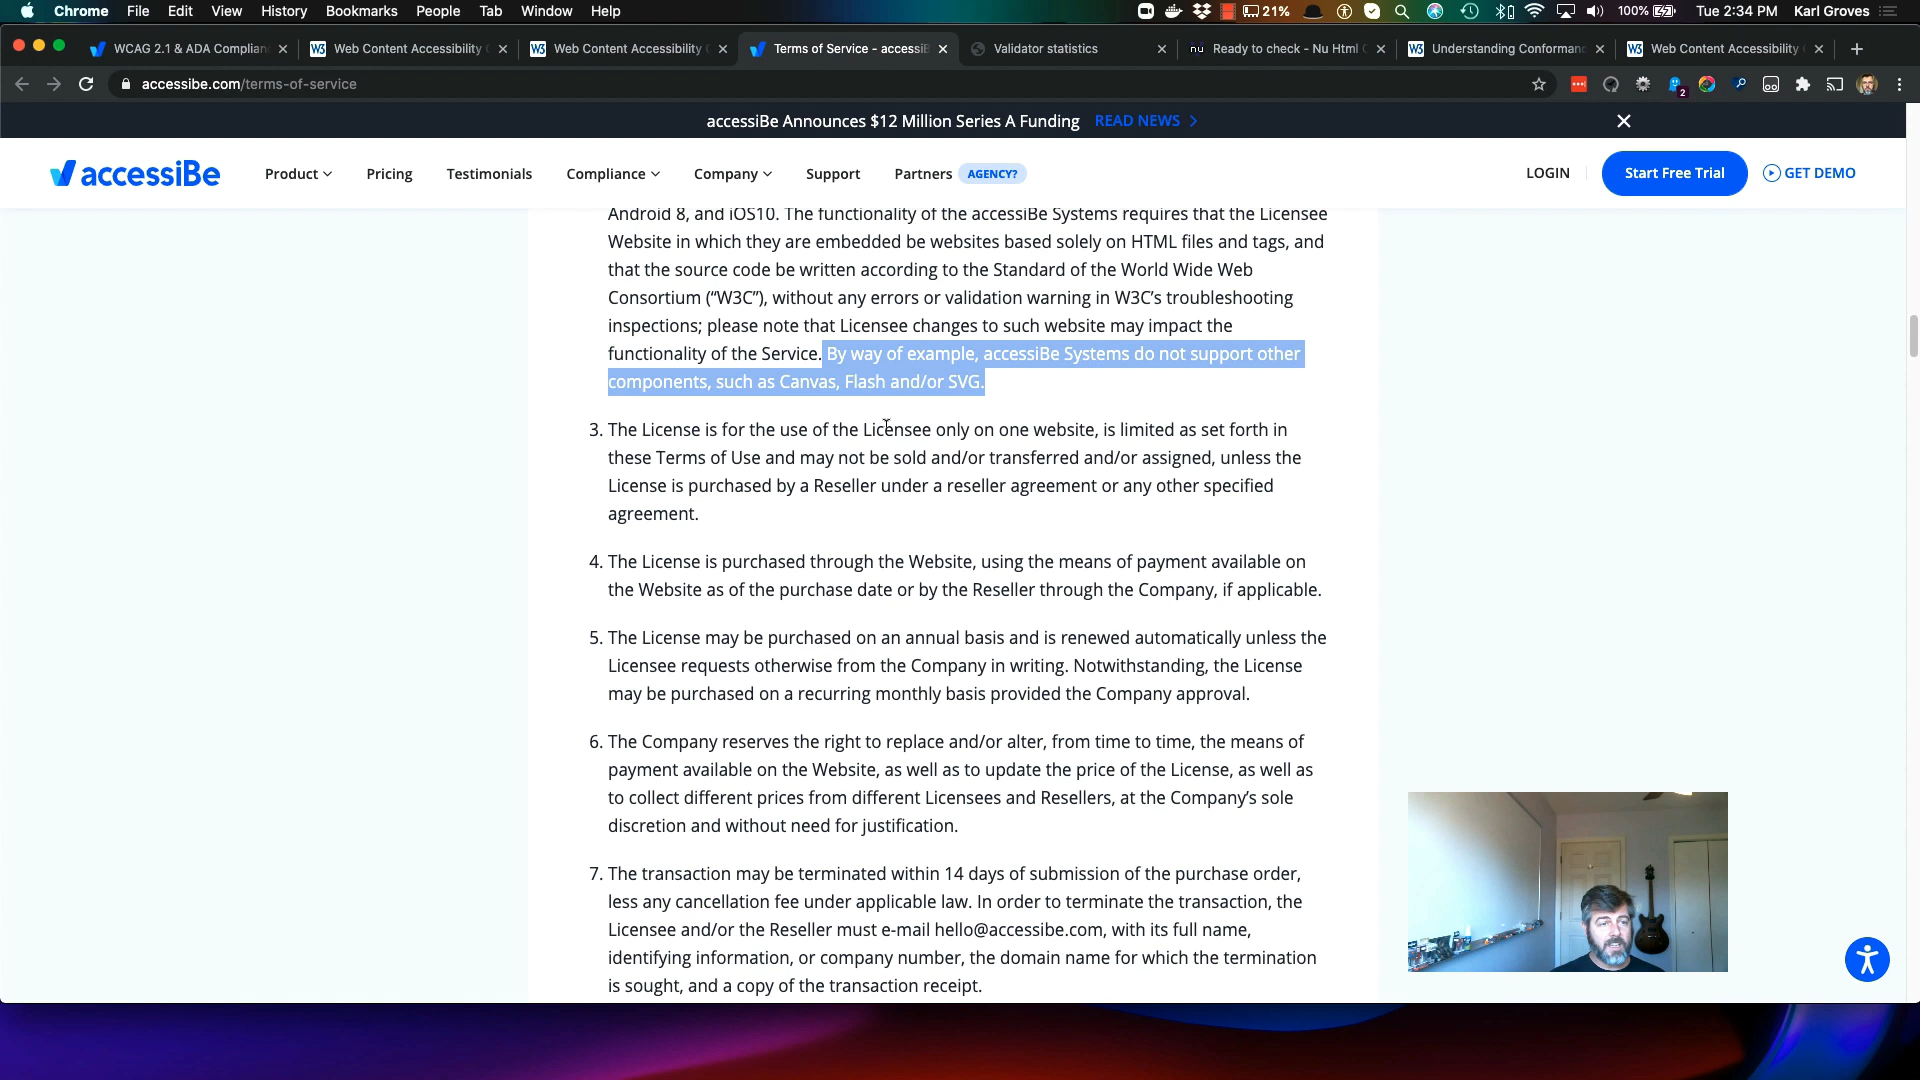 Chrome File Edit View History Bookmarks People Tab Window Help 21% 100% Tue 2:34 PM Karl Groves
WCAG 2.1 & ADA Complian
Web Content Accessibility
Web Content Accessibility
Terms of Service - accessiB
Validator statistics
nu Ready to check - Nu Html C
Understanding Conforman
Web Content Accessibility
accessibe.com/terms-of-service
2
accessiBe Announces $12 Million Series A Funding READ NEWS >
accessiBe Product Pricing Testimonials Compliance Company Support Partners AGENCY? LOGIN Start Free Trial GET DEMO
Android 8, and iOS10. The functionality of the accessiBe Systems requires that the Licensee
Website in which they are embedded be websites based solely on HTML files and tags, and
that the source code be written according to the Standard of the World Wide Web
Consortium (“W3C”), without any errors or validation warning in W3C’s troubleshooting
inspections; please note that Licensee changes to such website may impact the
functionality of the Service. By way of example, accessiBe Systems do not support other
components, such as Canvas, Flash and/or SVG.
3. The License is for the use of the Licensee only on one website, is limited as set forth in
these Terms of Use and may not be sold and/or transferred and/or assigned, unless the
License is purchased by a Reseller under a reseller agreement or any other specified
agreement.
4. The License is purchased through the Website, using the means of payment available on
the Website as of the purchase date or by the Reseller through the Company, if applicable.
5. The License may be purchased on an annual basis and is renewed automatically unless the
Licensee requests otherwise from the Company in writing. Notwithstanding, the License
may be purchased on a recurring monthly basis provided the Company approval.
6. The Company reserves the right to replace and/or alter, from time to time, the means of
payment available on the Website, as well as to update the price of the License, as well as
to collect different prices from different Licensees and Resellers, at the Company’s sole
discretion and without need for justification.
7. The transaction may be terminated within 14 days of submission of the purchase order,
less any cancellation fee under applicable law. In order to terminate the transaction, the
Licensee and/or the Reseller must e-mail hello@accessibe.com, with its full name,
identifying information, or company number, the domain name for which the termination
is sought, and a copy of the transaction receipt.